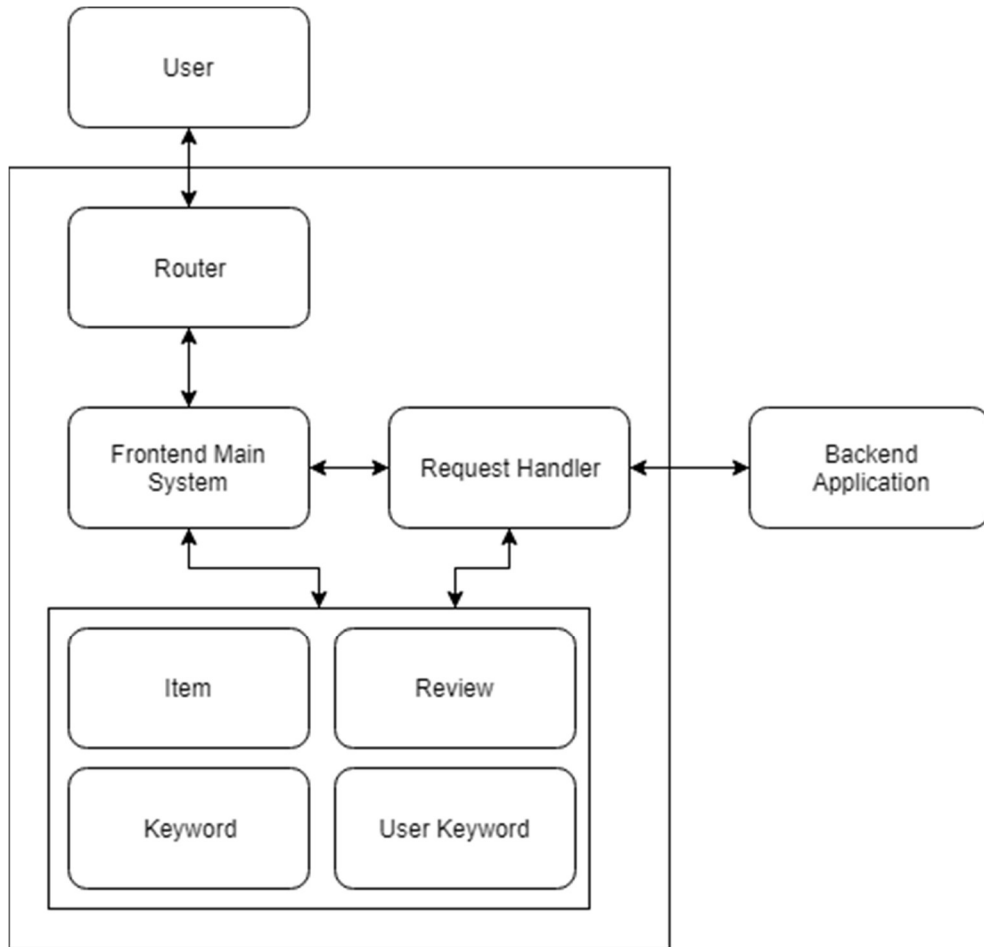 User
Router
Frontend Main
System
Request Handler
Backend
Application
Item
Review
Keyword
User Keyword